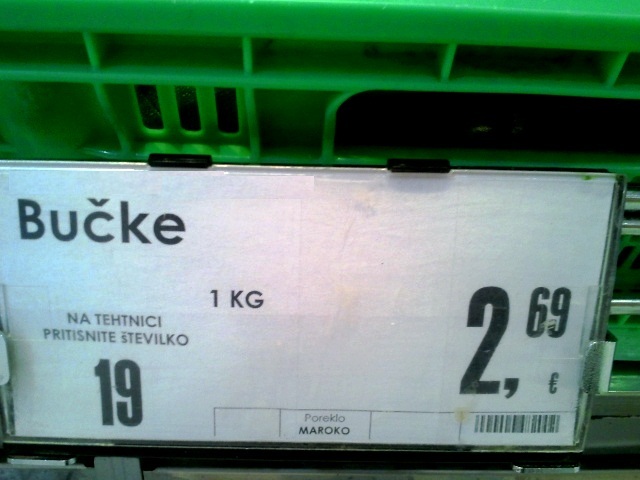 Bučke
1 KG
NA TEHTNICI
PRITISNITE ŠTEVILKO
19
2,69
€
Poreklo
MAROKO